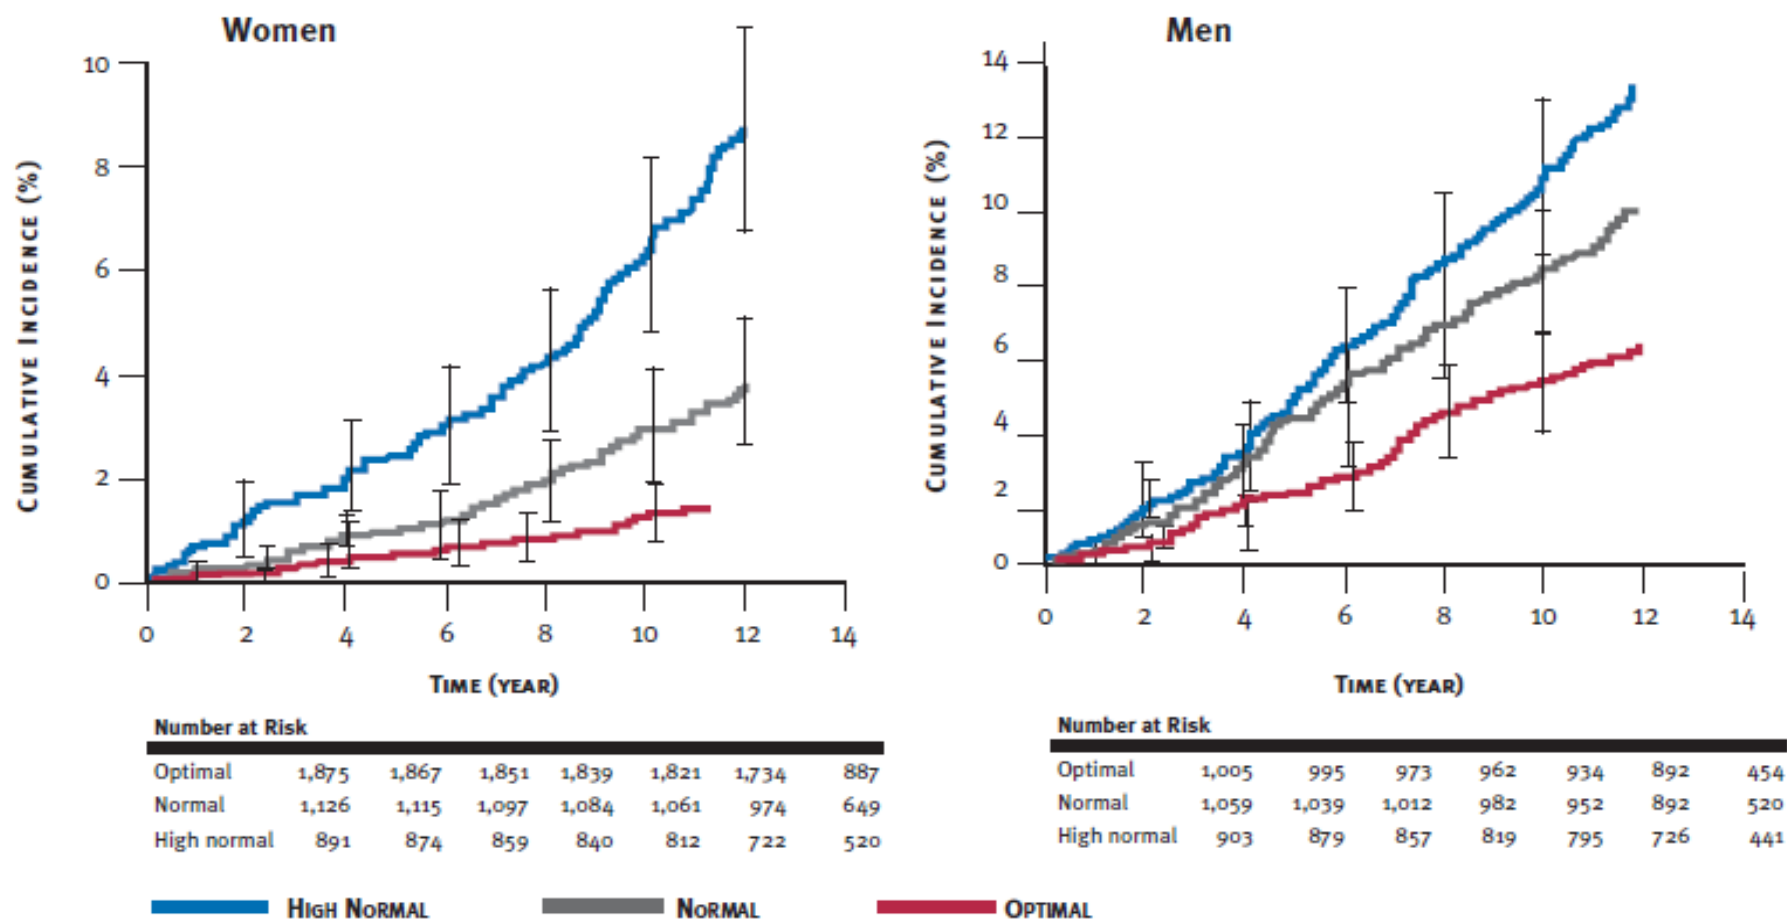 Women
Men
CUMULATIVE INCIDENCE (%)
10
8
6
4
2
0
0 2 4 6 8 10 12 14
TIME (YEAR)
CUMULATIVE INCIDENCE (%)
14
12
10
8
6
4
2
0
0 2 4 6 8 10 12 14
TIME (YEAR)
Number at Risk
Optimal 1,875 1,867 1,851 1,839 1,821 1,734 887
Normal 1,126 1,115 1,097 1,084 1,061 974 649
High normal 891 874 859 840 812 722 520
Number at Risk
Optimal 1,005 995 973 962 934 892 454
Normal 1,059 1,039 1,012 982 952 892 520
High normal 903 879 857 819 795 726 441
HIGH NORMAL
NORMAL
OPTIMAL